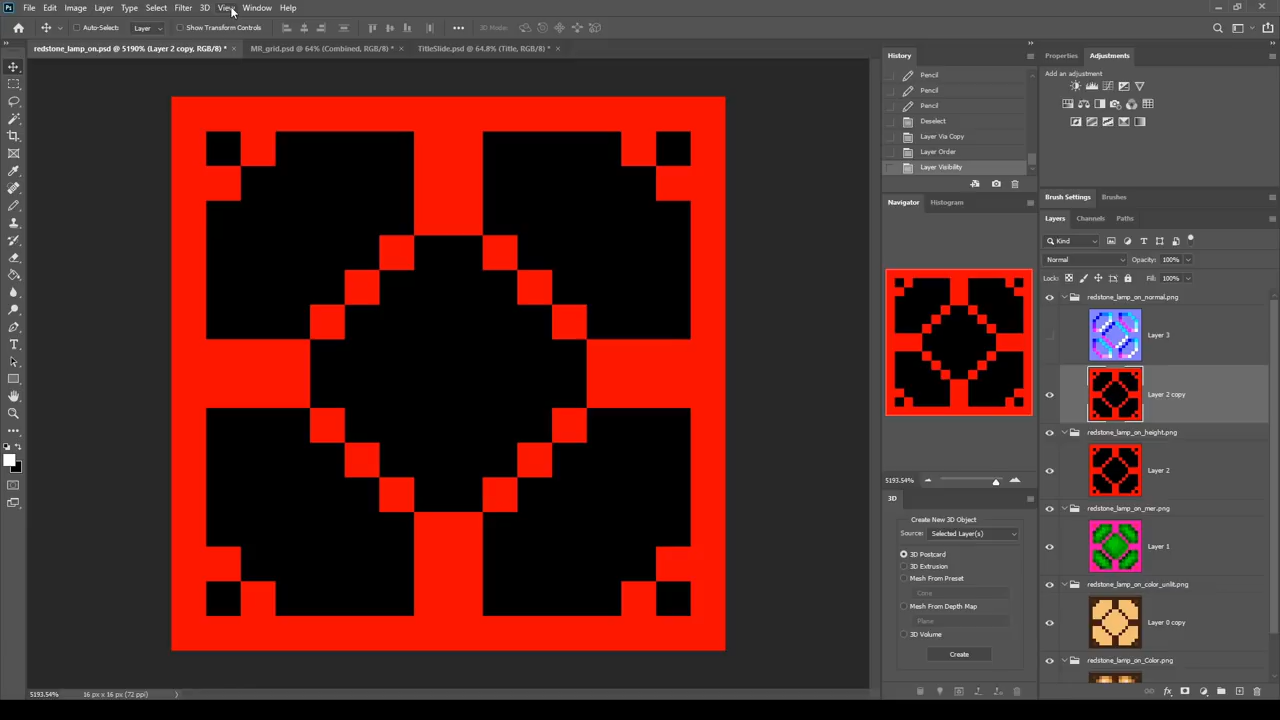 Ps File Edit Image Layer Type Select Filter 3D View Window Help
Auto-Select: Layer Show Transform Controls 3D Mode:
redstone_lamp_on.psd @ 5190% (Layer 2 copy, RGB/8) * × MR_grid.psd @ 64% (Combined, RGB/8) * × TitleSlide.psd @ 64.8% (Title, RGB/8) * ×
History
Pencil
Pencil
Pencil
Deselect
Layer Via Copy
Layer Order
Layer Visibility
Navigator Histogram
5193.54%
3D
Create New 3D Object
Source: Selected Layer(s)
3D Postcard
3D Extrusion
Mesh From Preset
Cone
Mesh From Depth Map
Plane
3D Volume
Create
Properties Adjustments
Add an adjustment
Brush Settings Brushes
Layers Channels Paths
Kind
Normal Opacity: 100%
Lock: Fill: 100%
redstone_lamp_on_normal.png
Layer 3
Layer 2 copy
redstone_lamp_on_height.png
Layer 2
redstone_lamp_on_mer.png
Layer 1
redstone_lamp_on_color_unlit.png
Layer 0 copy
redstone_lamp_on_Color.png
fx
5193.54% 16 px x 16 px (72 ppi)